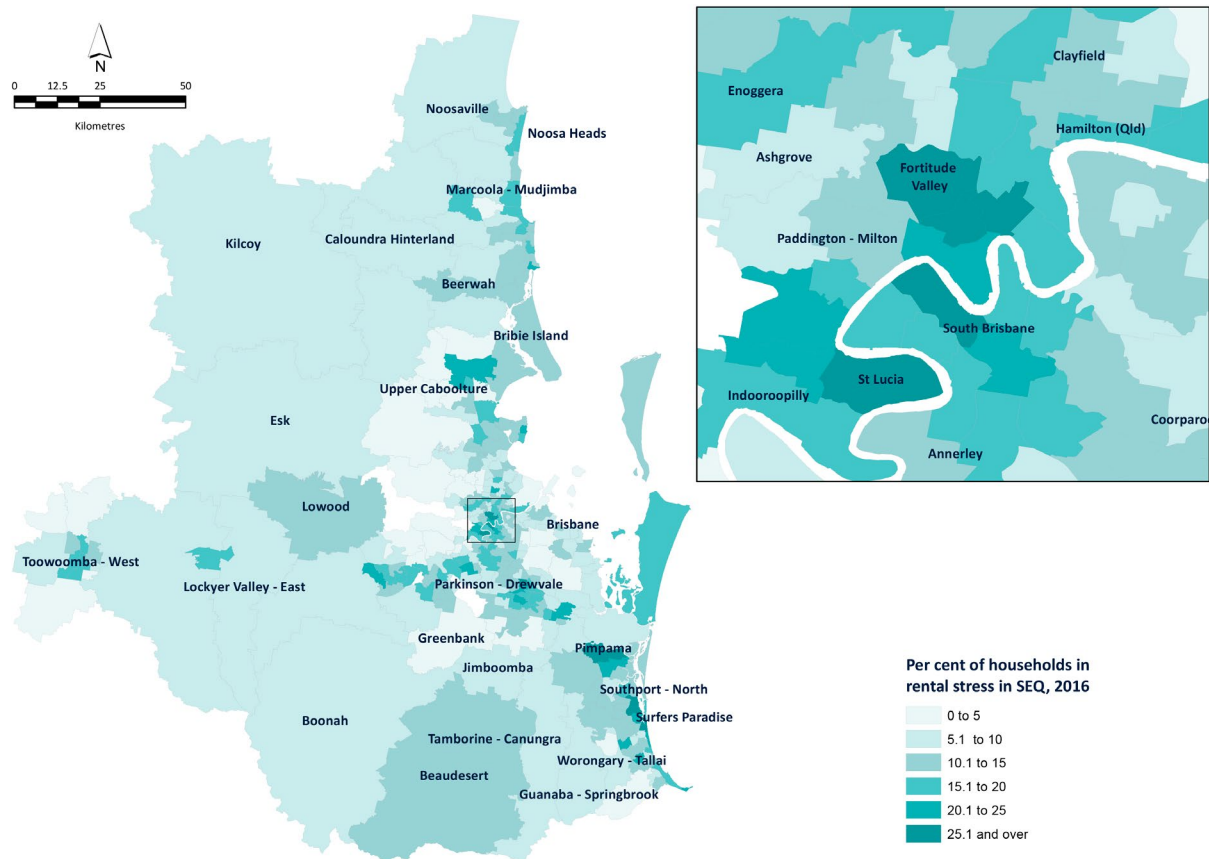 N
0 12.5 25 50
Kilometres
Noosaville
Noosa Heads
Marcoola - Mudjimba
Kilcoy
Caloundra Hinterland
Beerwah
Bribie Island
Upper Caboolture
Esk
Lowood
Brisbane
Toowoomba - West
Lockyer Valley - East
Parkinson - Drewvale
Greenbank
Pimpama
Jimboomba
Southport - North
Boonah
Surfers Paradise
Tamborine - Canungra
Worongary - Tallai
Beaudesert
Guanaba - Springbrook
Clayfield
Enoggera
Hamilton (Qld)
Ashgrove
Fortitude
Valley
Paddington - Milton
South Brisbane
St Lucia
Indooroopilly
Coorparoo
Annerley
Per cent of households in
rental stress in SEQ, 2016
0 to 5
5.1 to 10
10.1 to 15
15.1 to 20
20.1 to 25
25.1 and over